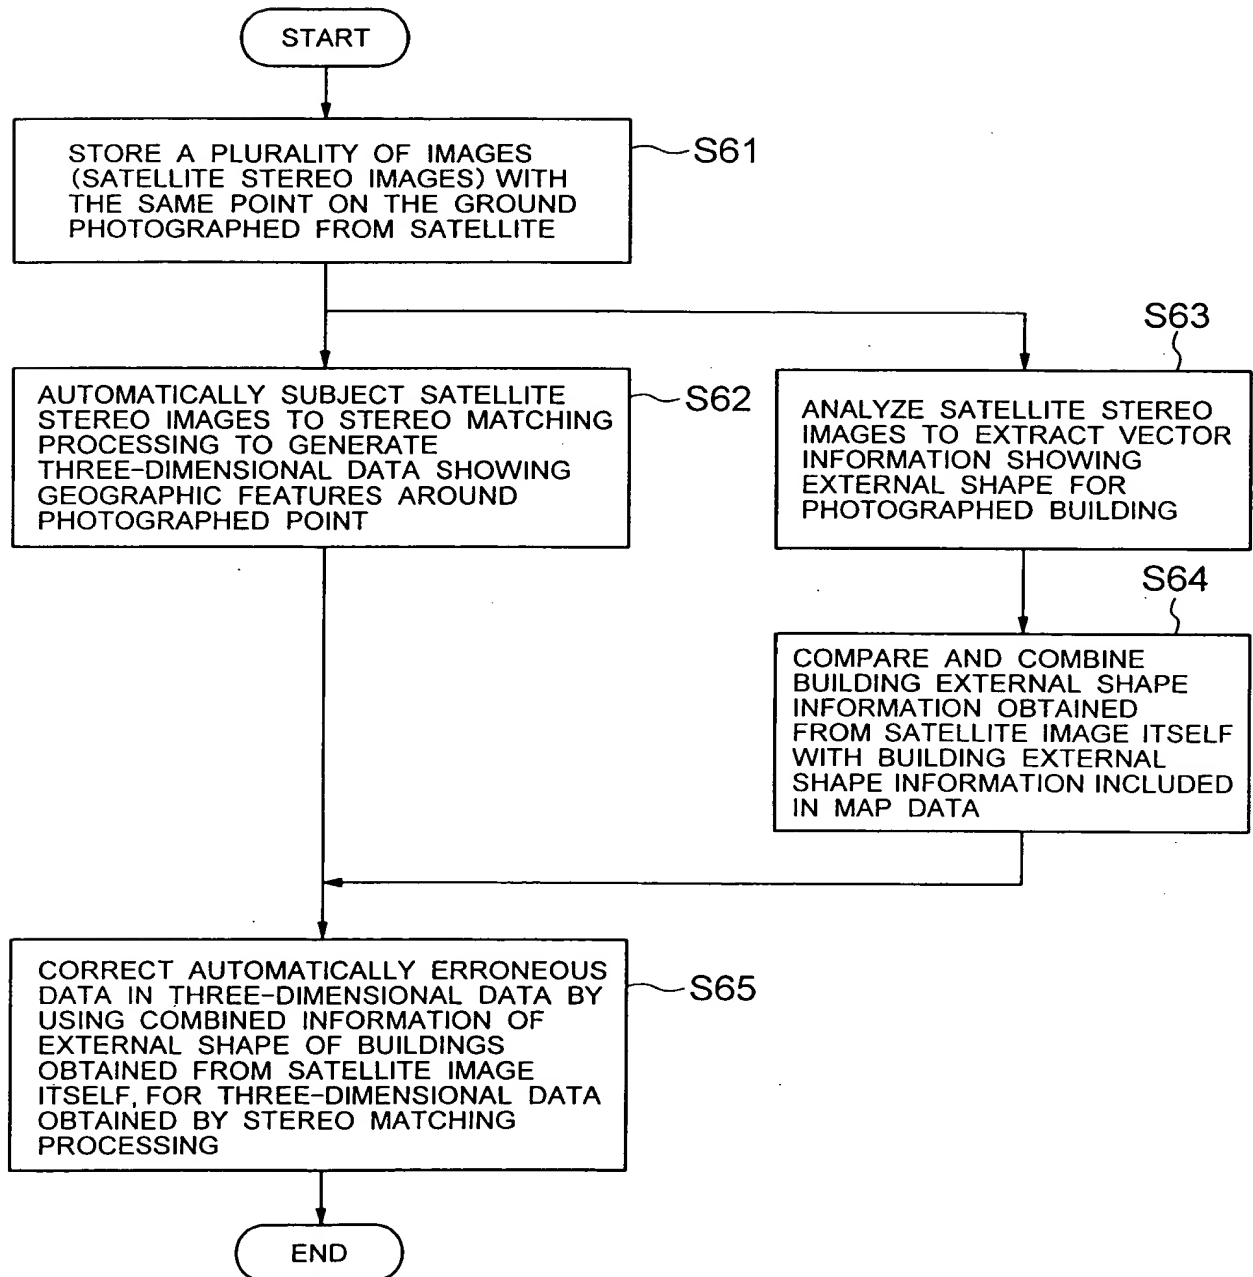 START
STORE A PLURALITY OF IMAGES
(SATELLITE STEREO IMAGES) WITH
THE SAME POINT ON THE GROUND
PHOTOGRAPHED FROM SATELLITE
S61
AUTOMATICALLY SUBJECT SATELLITE
STEREO IMAGES TO STEREO MATCHING
PROCESSING TO GENERATE
THREE-DIMENSIONAL DATA SHOWING
GEOGRAPHIC FEATURES AROUND
PHOTOGRAPHED POINT
S62
S63
ANALYZE SATELLITE STEREO
IMAGES TO EXTRACT VECTOR
INFORMATION SHOWING
EXTERNAL SHAPE FOR
PHOTOGRAPHED BUILDING
S64
COMPARE AND COMBINE
BUILDING EXTERNAL SHAPE
INFORMATION OBTAINED
FROM SATELLITE IMAGE ITSELF
WITH BUILDING EXTERNAL
SHAPE INFORMATION INCLUDED
IN MAP DATA
CORRECT AUTOMATICALLY ERRONEOUS
DATA IN THREE-DIMENSIONAL DATA BY
USING COMBINED INFORMATION OF
EXTERNAL SHAPE OF BUILDINGS
OBTAINED FROM SATELLITE IMAGE
ITSELF, FOR THREE-DIMENSIONAL DATA
OBTAINED BY STEREO MATCHING
PROCESSING
S65
END